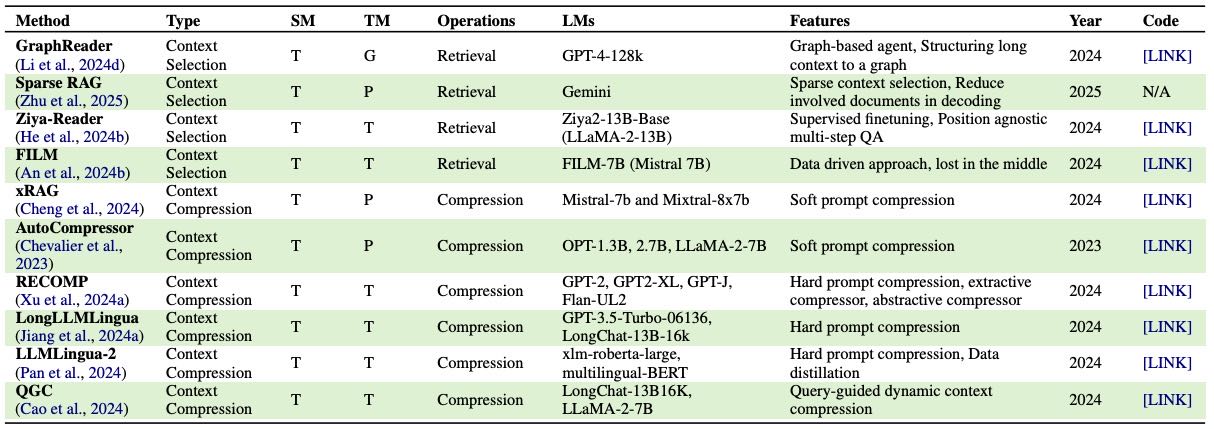 Method Type SM TM Operations LMs Features Year Code
GraphReader
(Li et al., 2024d) Context
Selection T G Retrieval GPT-4-128k Graph-based agent, Structuring long
context to a graph 2024 [LINK]
Sparse RAG
(Zhu et al., 2025) Context
Selection T P Retrieval Gemini Sparse context selection, Reduce
involved documents in decoding 2025 N/A
Ziya-Reader
(He et al., 2024b) Context
Selection T T Retrieval Ziya2-13B-Base
(LLaMA-2-13B) Supervised finetuning, Position agnostic
multi-step QA 2024 [LINK]
FILM
(An et al., 2024b) Context
Selection T T Retrieval FILM-7B (Mistral 7B) Data driven approach, lost in the middle 2024 [LINK]
xRAG
(Cheng et al., 2024) Context
Compression T P Compression Mistral-7b and Mixtral-8x7b Soft prompt compression 2024 [LINK]
AutoCompressor
(Chevalier et al.,
2023) Context
Compression T P Compression OPT-1.3B, 2.7B, LLaMA-2-7B Soft prompt compression 2023 [LINK]
RECOMP
(Xu et al., 2024a) Context
Compression T T Compression GPT-2, GPT2-XL, GPT-J,
Flan-UL2 Hard prompt compression, extractive
compressor, abstractive compressor 2024 [LINK]
LongLLMLingua
(Jiang et al., 2024a) Context
Compression T T Compression GPT-3.5-Turbo-06136,
LongChat-13B-16k Hard prompt compression 2024 [LINK]
LLMLingua-2
(Pan et al., 2024) Context
Compression T T Compression xlm-roberta-large,
multilingual-BERT Hard prompt compression, Data
distillation 2024 [LINK]
QGC
(Cao et al., 2024) Context
Compression T T Compression LongChat-13B16K,
LLaMA-2-7B Query-guided dynamic context
compression 2024 [LINK]